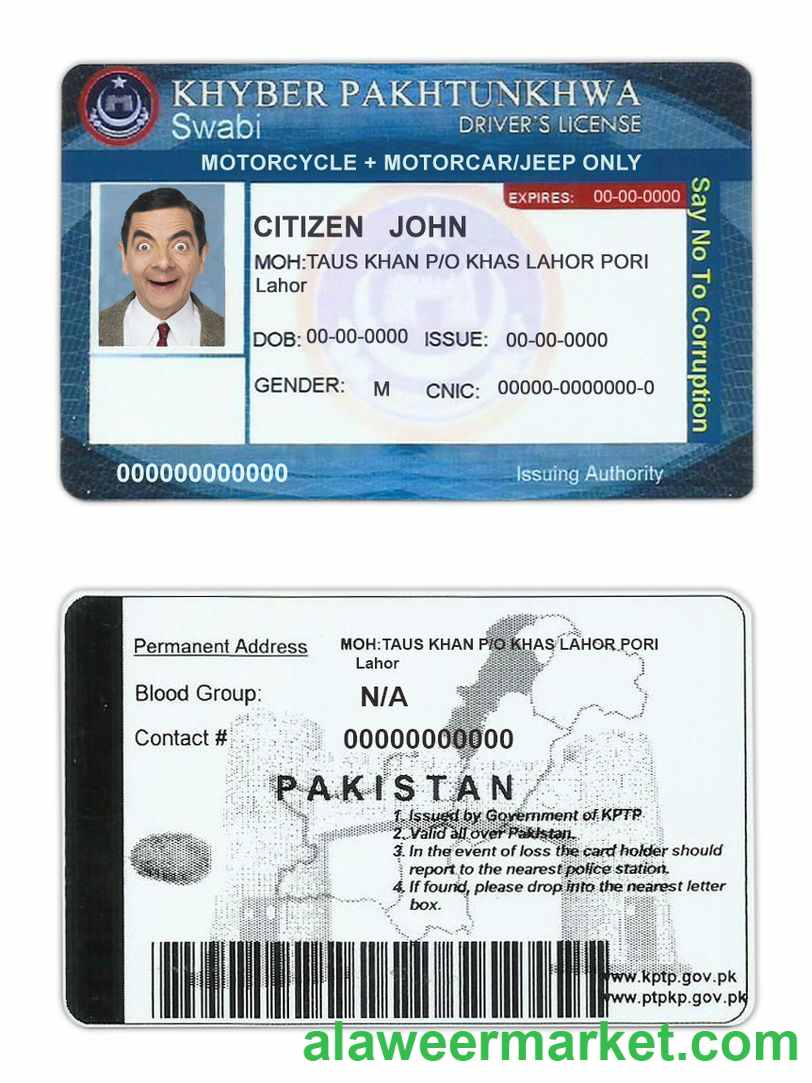 KHYBER PAKHTUNKHWA
Swabi
DRIVER'S LICENSE
MOTORCYCLE + MOTORCAR/JEEP ONLY
EXPIRES: 00-00-0000
CITIZEN JOHN
MOH:TAUS KHAN P/O KHAS LAHOR PORI
Lahor
DOB: 00-00-0000 ISSUE: 00-00-0000
GENDER: M CNIC: 00000-0000000-0
Say No To Corruption
000000000000
Issuing Authority
Permanent Address MOH:TAUS KHAN P/O KHAS LAHOR PORI
Lahor
Blood Group: N/A
Contact # 00000000000
PAKISTAN
1. Issued by Government of KPTP
2. Valid all over Pakistan.
3. In the event of loss the card holder should
report to the nearest police station.
4. If found, please drop into the nearest letter
box.
www.kptp.gov.pk
www.ptpkp.gov.pk
alaweermarket.com